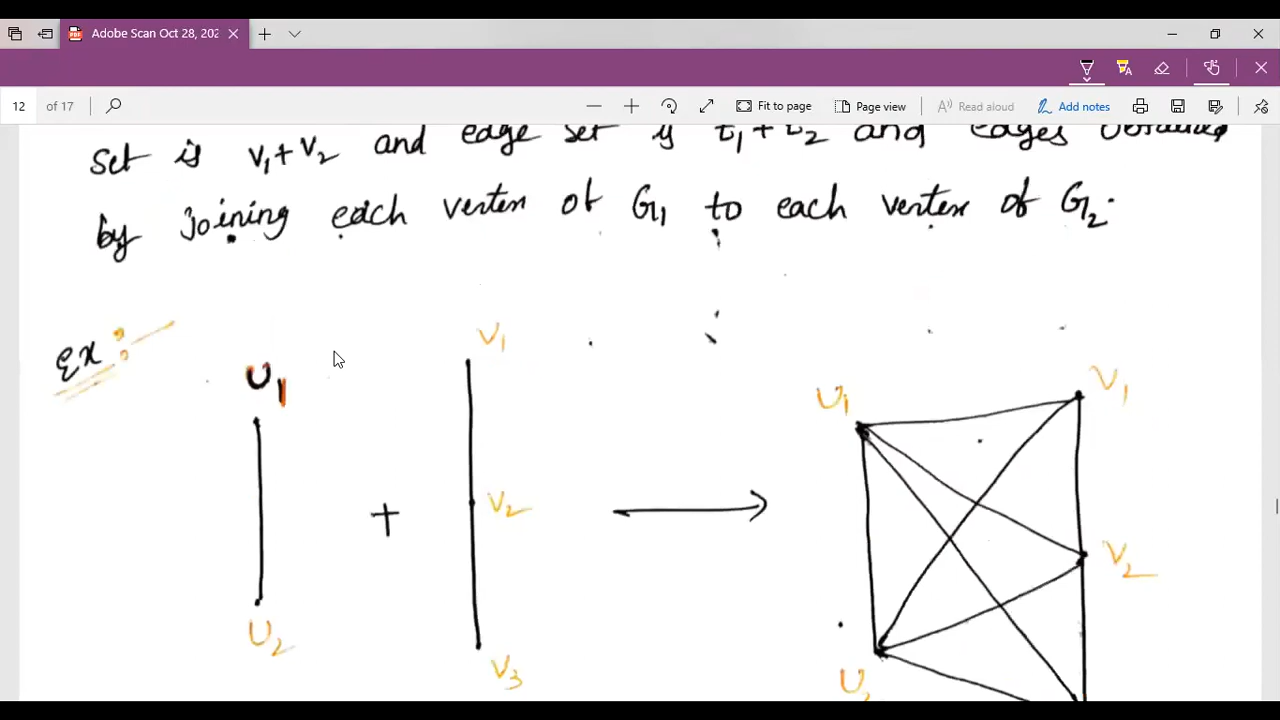 Adobe Scan Oct 28, 202
12 of 17
Fit to page
Page view
Read aloud
Add notes
Set is V1+V2 and edge set is E1+E2 and edges obtained
by Joining each vertex of G1 to each vertex of G2.
Ex:
U1
V1
U1
V1
+
V2
V2
U2
V3
U2